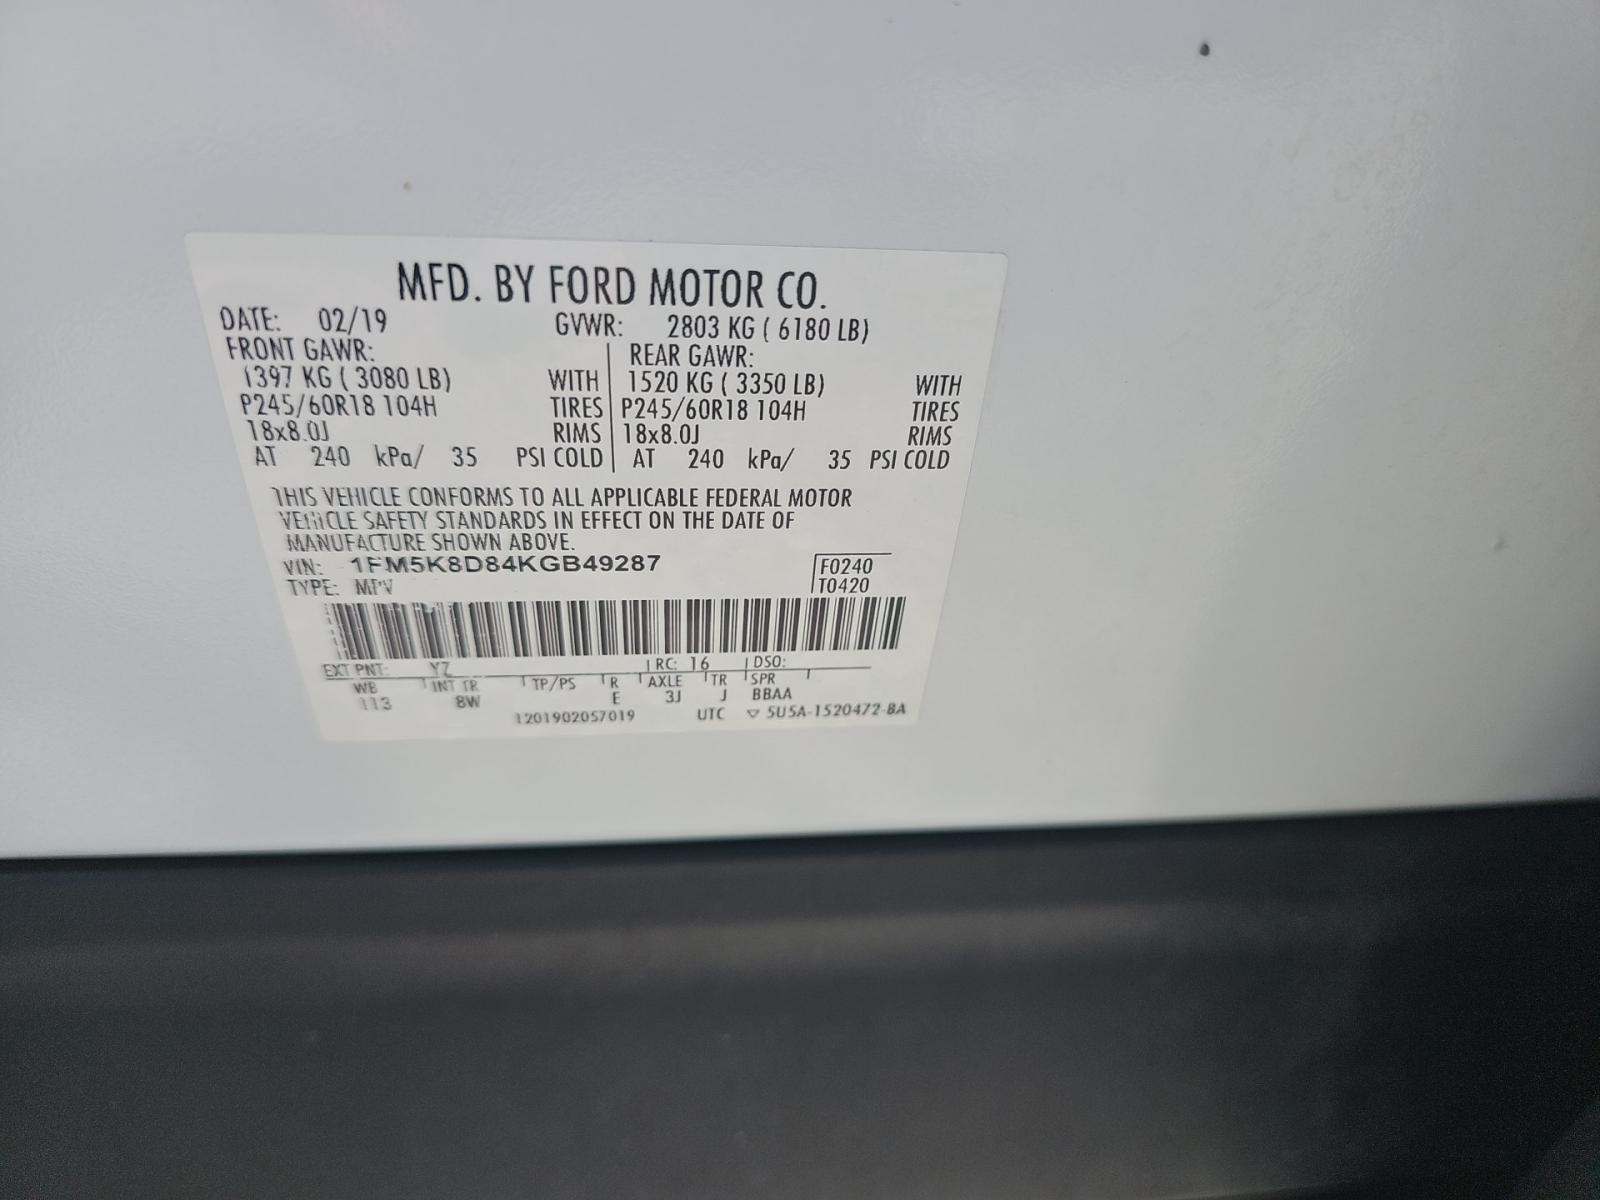 MFD. BY FORD MOTOR CO.
DATE: 02/19 GVWR: 2803 KG ( 6180 LB)
FRONT GAWR: REAR GAWR:
1397 KG ( 3080 LB) WITH 1520 KG ( 3350 LB) WITH
P245/60R18 104H TIRES P245/60R18 104H TIRES
18x8.0J RIMS 18x8.0J RIMS
AT 240 kPa/ 35 PSI COLD AT 240 kPa/ 35 PSI COLD
THIS VEHICLE CONFORMS TO ALL APPLICABLE FEDERAL MOTOR
VEHICLE SAFETY STANDARDS IN EFFECT ON THE DATE OF
MANUFACTURE SHOWN ABOVE.
VIN: 1FM5K8D84KGB49287 F0240
TYPE: MPV T0420
EXT PNT: YZ RC: 16 DSO:
WB INT TR TP/PS R AXLE TR SPR
113 8W E 3J J BBAA
1201902057019 UTC ▽ 5U5A-1520472-BA